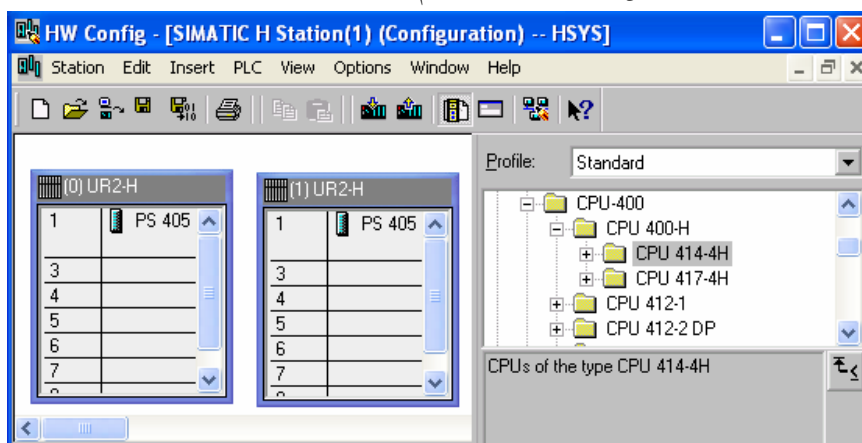 HW Config - [SIMATIC H Station(1) (Configuration) -- HSYS]
Station Edit Insert PLC View Options Window Help
Profile: Standard
(0) UR2-H
1 PS 405
3
4
5
6
7
(1) UR2-H
1 PS 405
3
4
5
6
7
CPU-400
CPU 400-H
CPU 414-4H
CPU 417-4H
CPU 412-1
CPU 412-2 DP
CPUs of the type CPU 414-4H